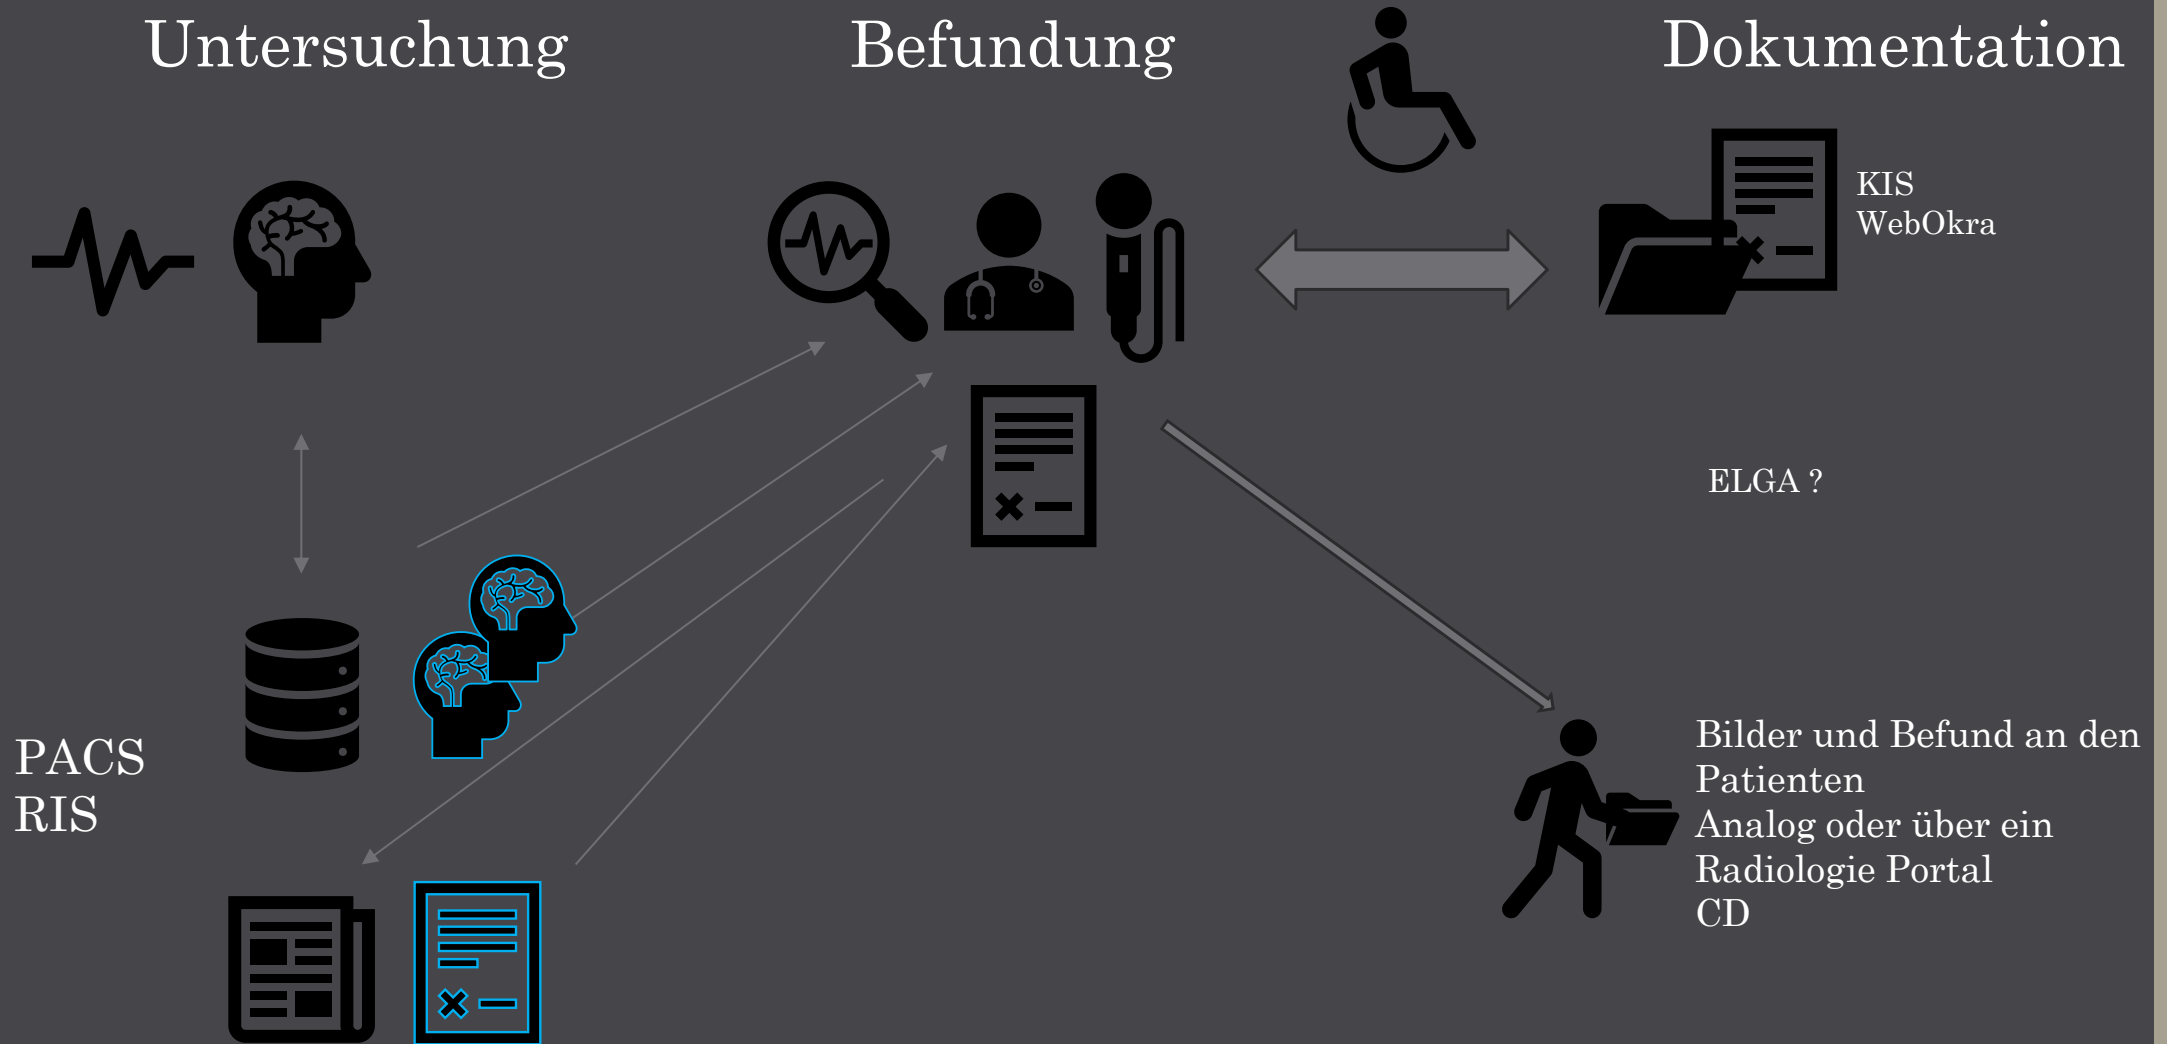 Untersuchung
Befundung
Dokumentation
KIS
WebOkra
ELGA ?
PACS
RIS
Bilder und Befund an den
Patienten
Analog oder über ein
Radiologie Portal
CD